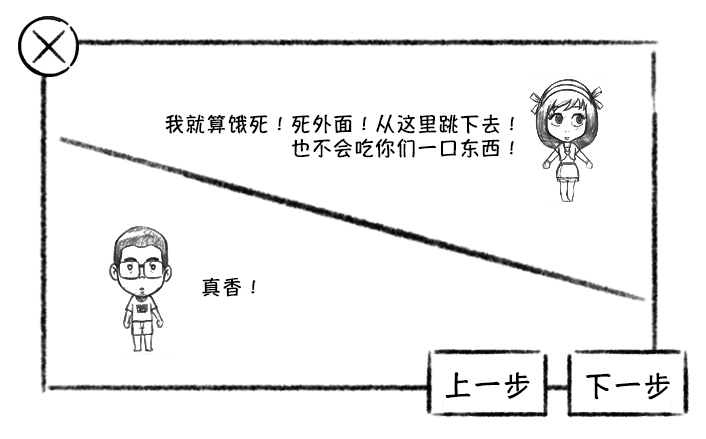 我就算饿死！死外面！从这里跳下去！
也不会吃你们一口东西！
真香！
上一步
下一步